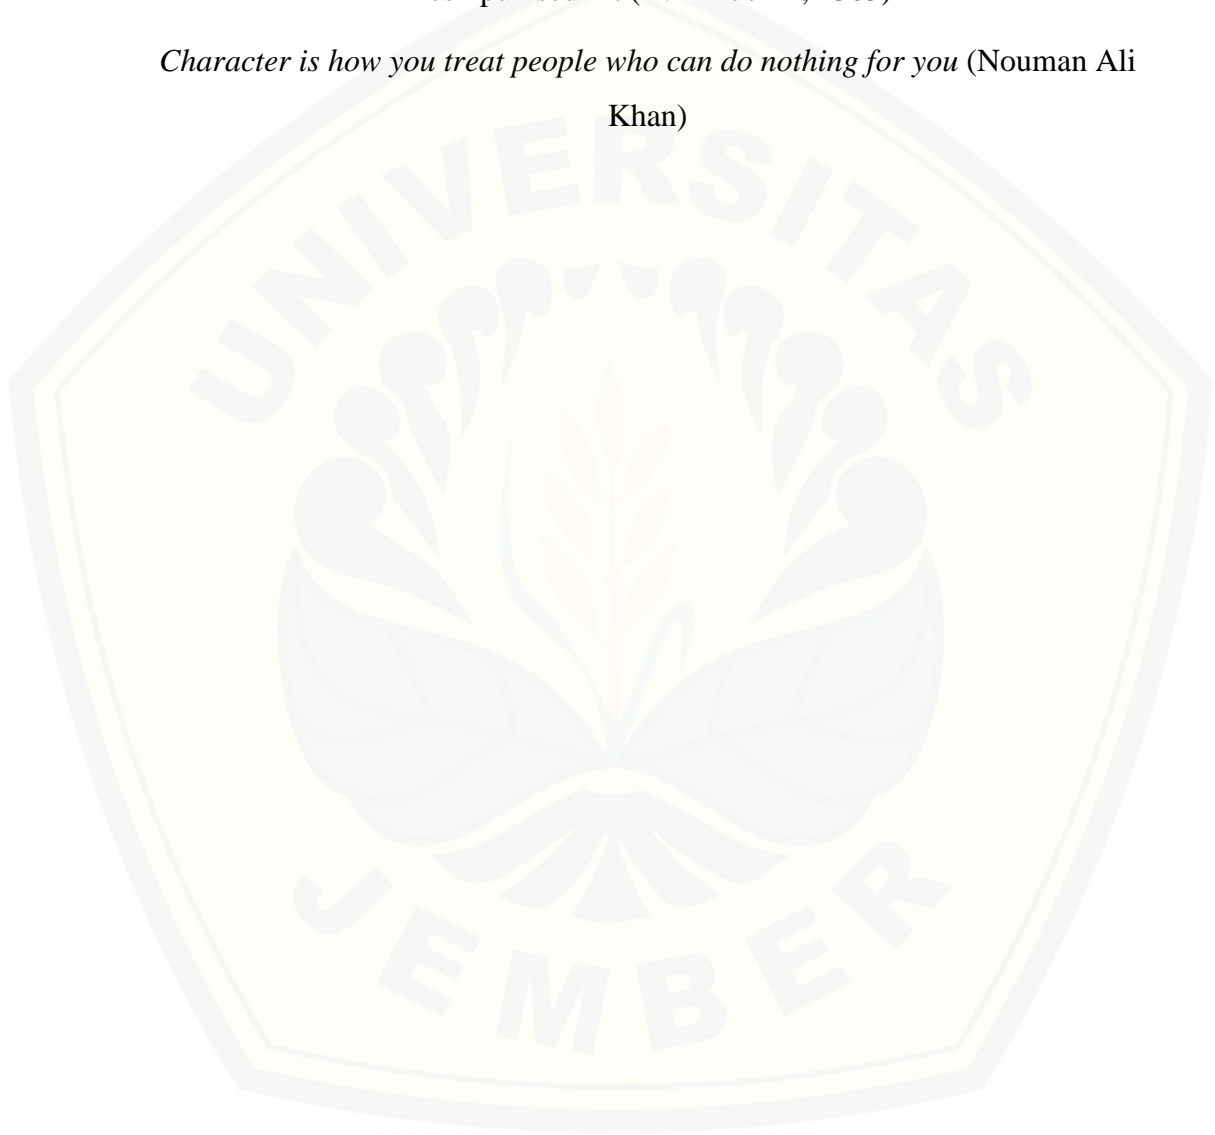 Character is how you treat people who can do nothing for you (Nouman Ali
Khan)
UNIVERSITAS
JEMBER